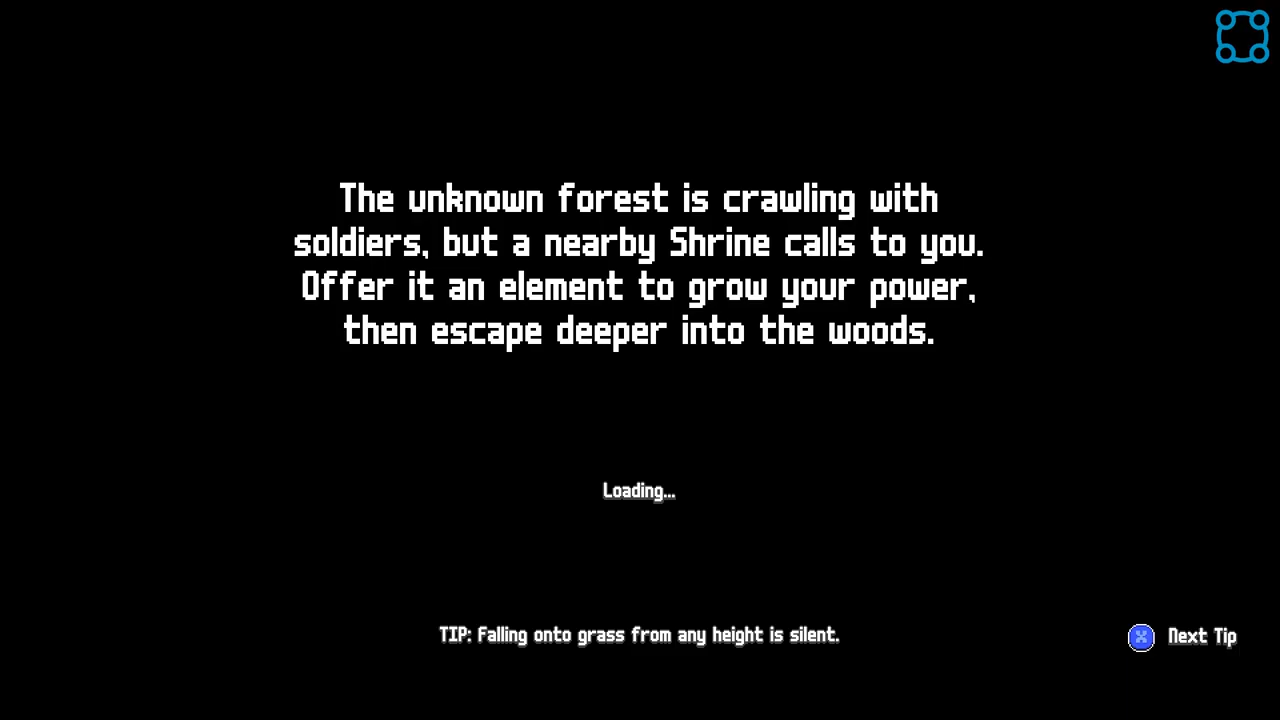 The unknown forest is crawling with
soldiers, but a nearby Shrine calls to you.
Offer it an element to grow your power,
then escape deeper into the woods.
Loading...
TIP: Falling onto grass from any height is silent.
X Next Tip